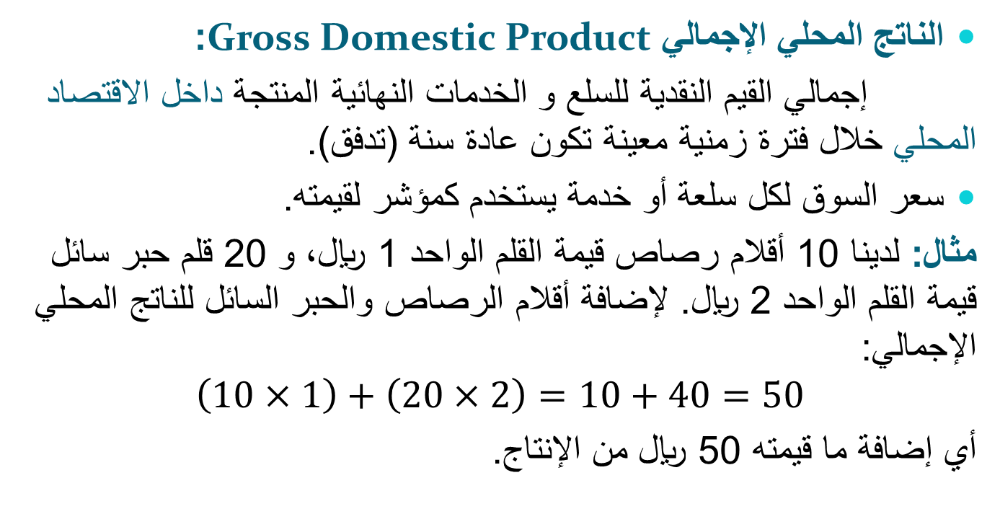 • الناتج المحلي الإجمالي Gross Domestic Product:
إجمالي القيم النقدية للسلع و الخدمات النهائية المنتجة داخل الاقتصاد
المحلي خلال فترة زمنية معينة تكون عادة سنة (تدفق).
• سعر السوق لكل سلعة أو خدمة يستخدم كمؤشر لقيمته.
مثال: لدينا 10 أقلام رصاص قيمة القلم الواحد 1 ريال، و 20 قلم حبر سائل
قيمة القلم الواحد 2 ريال. لإضافة أقلام الرصاص والحبر السائل للناتج المحلي
الإجمالي:
(10 × 1) + (20 × 2) = 10 + 40 = 50
أي إضافة ما قيمته 50 ريال من الإنتاج.